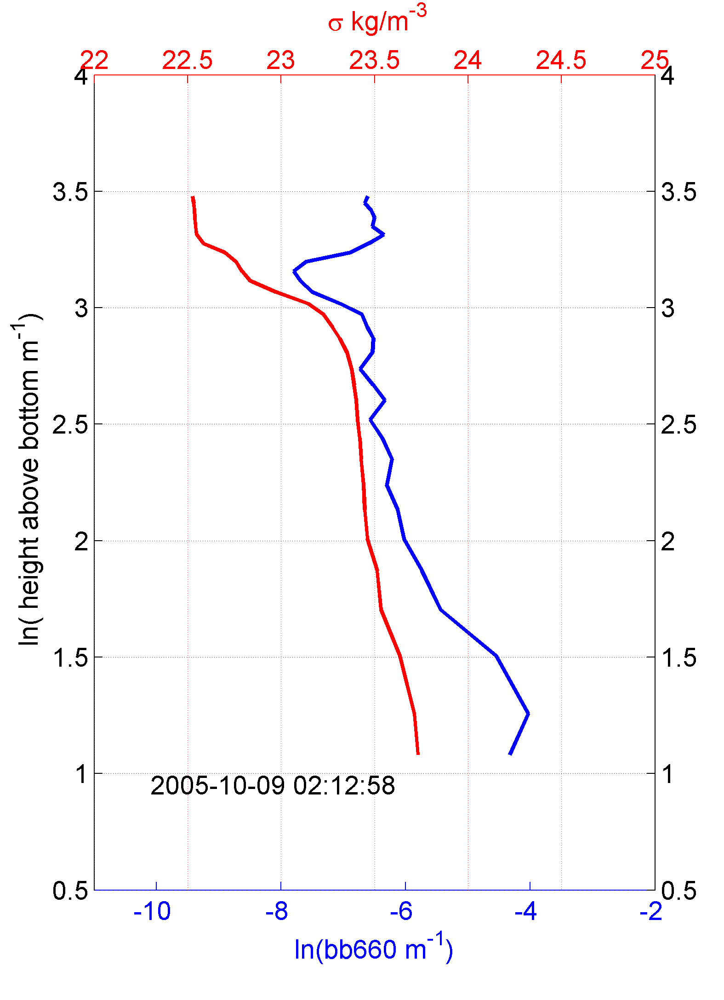 σ kg/m⁻³
22 22.5 23 23.5 24 24.5 25
4 4
3.5 3.5
3 3
2.5 2.5
2 2
1.5 1.5
1 1
0.5 0.5
ln( height above bottom m⁻¹)
2005-10-09 02:12:58
-10 -8 -6 -4 -2
ln(bb660 m⁻¹)